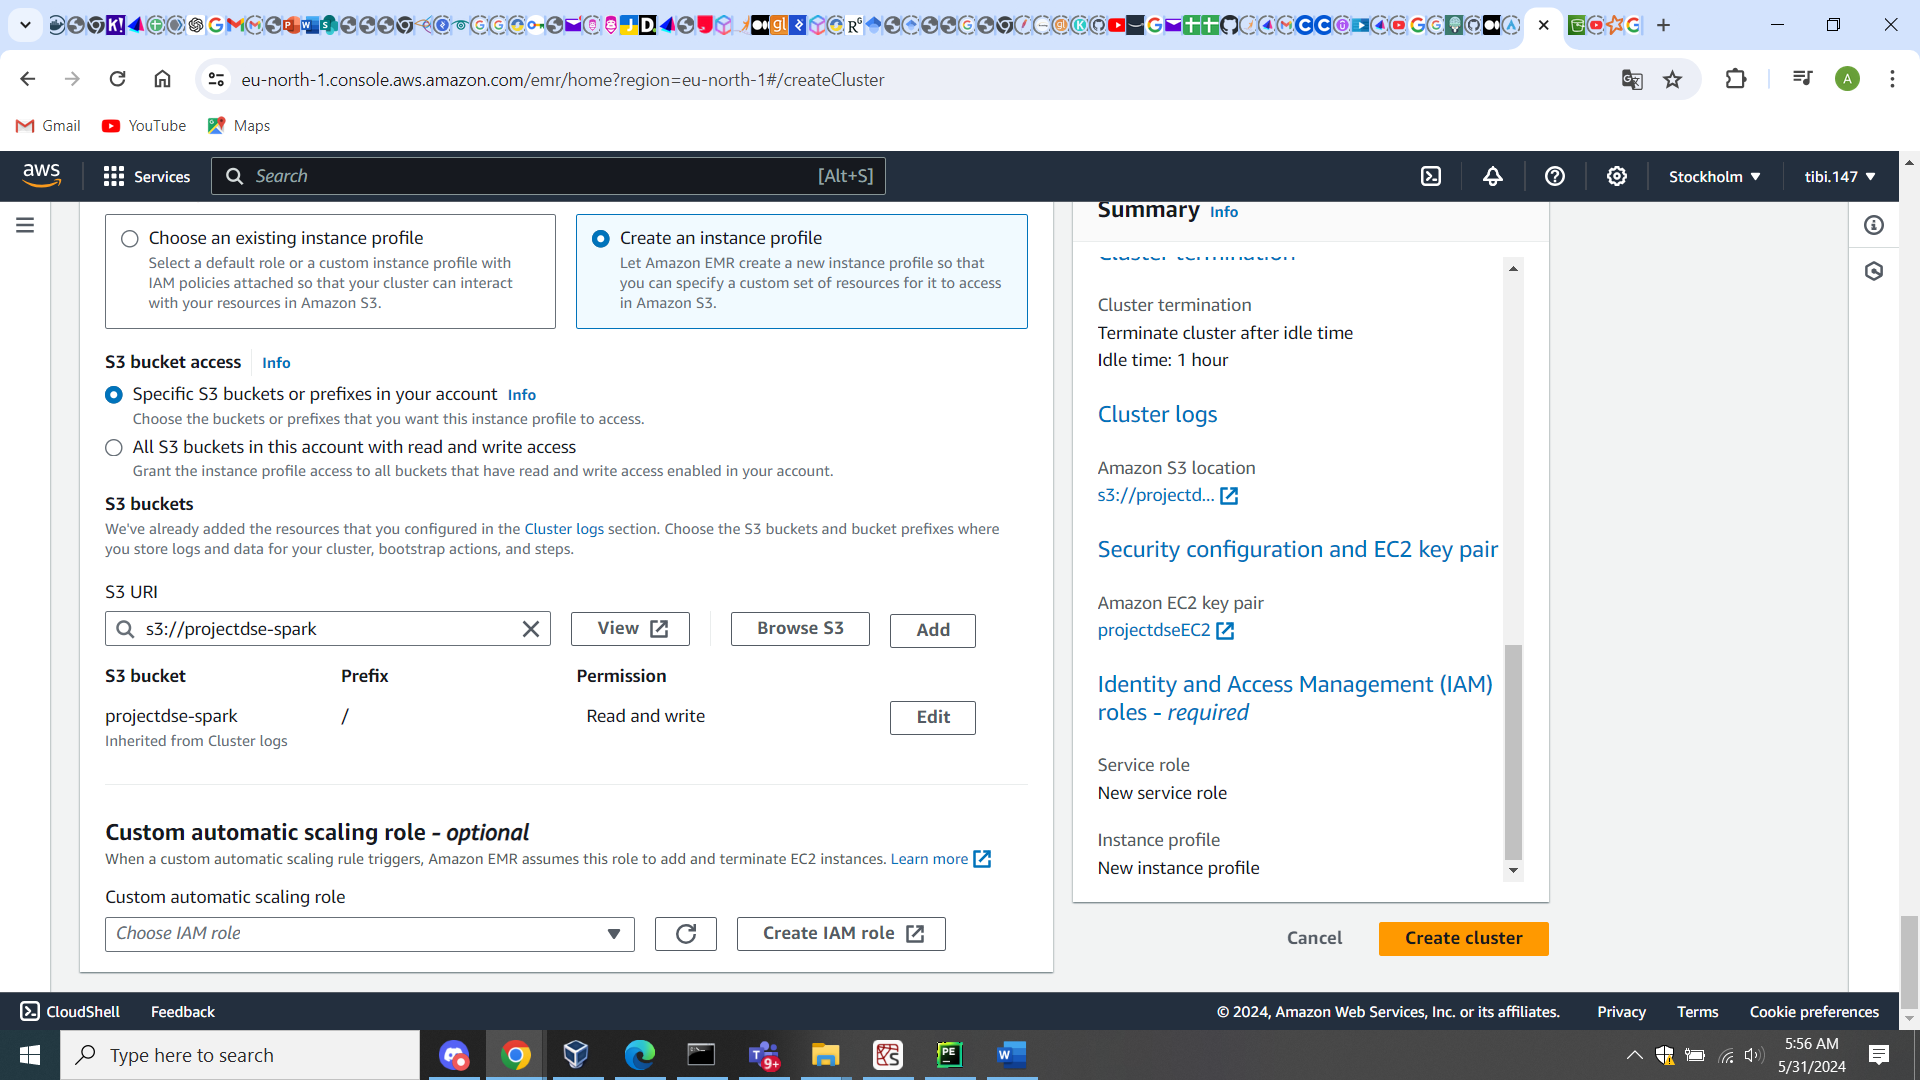 eu-north-1.console.aws.amazon.com/emr/home?region=eu-north-1#/createCluster
A
Gmail
YouTube
Maps
aws
Services
Search
[Alt+S]
Stockholm
tibi.147
Choose an existing instance profile
Select a default role or a custom instance profile with
IAM policies attached so that your cluster can interact
with your resources in Amazon S3.
Create an instance profile
Let Amazon EMR create a new instance profile so that
you can specify a custom set of resources for it to access
in Amazon S3.
S3 bucket access
Info
Specific S3 buckets or prefixes in your account Info
Choose the buckets or prefixes that you want this instance profile to access.
All S3 buckets in this account with read and write access
Grant the instance profile access to all buckets that have read and write access enabled in your account.
S3 buckets
We've already added the resources that you configured in the Cluster logs section. Choose the S3 buckets and bucket prefixes where
you store logs and data for your cluster, bootstrap actions, and steps.
S3 URI
s3://projectdse-spark
View
Browse S3
Add
S3 bucket
Prefix
Permission
projectdse-spark
/
Read and write
Edit
Inherited from Cluster logs
Custom automatic scaling role - optional
When a custom automatic scaling rule triggers, Amazon EMR assumes this role to add and terminate EC2 instances. Learn more
Custom automatic scaling role
Choose IAM role
Create IAM role
Summary Info
Cluster termination
Cluster termination
Terminate cluster after idle time
Idle time: 1 hour
Cluster logs
Amazon S3 location
s3://projectd...
Security configuration and EC2 key pair
Amazon EC2 key pair
projectdseEC2
Identity and Access Management (IAM)
roles - required
Service role
New service role
Instance profile
New instance profile
Cancel
Create cluster
CloudShell
Feedback
© 2024, Amazon Web Services, Inc. or its affiliates.
Privacy
Terms
Cookie preferences
Type here to search
9+
PE
W
5:56 AM
5/31/2024